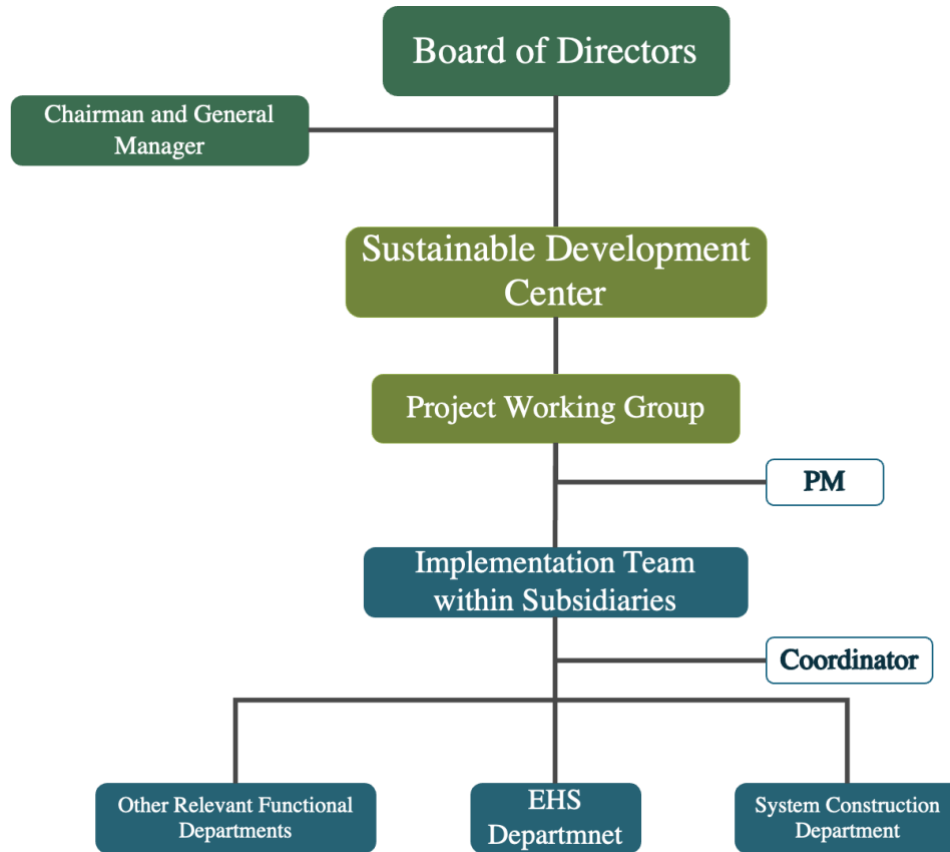 Board of Directors
Chairman and General
Manager
Sustainable Development
Center
Project Working Group
PM
Implementation Team
within Subsidiaries
Coordinator
Other Relevant Functional
Departments
EHS
Departmnet
System Construction
Department